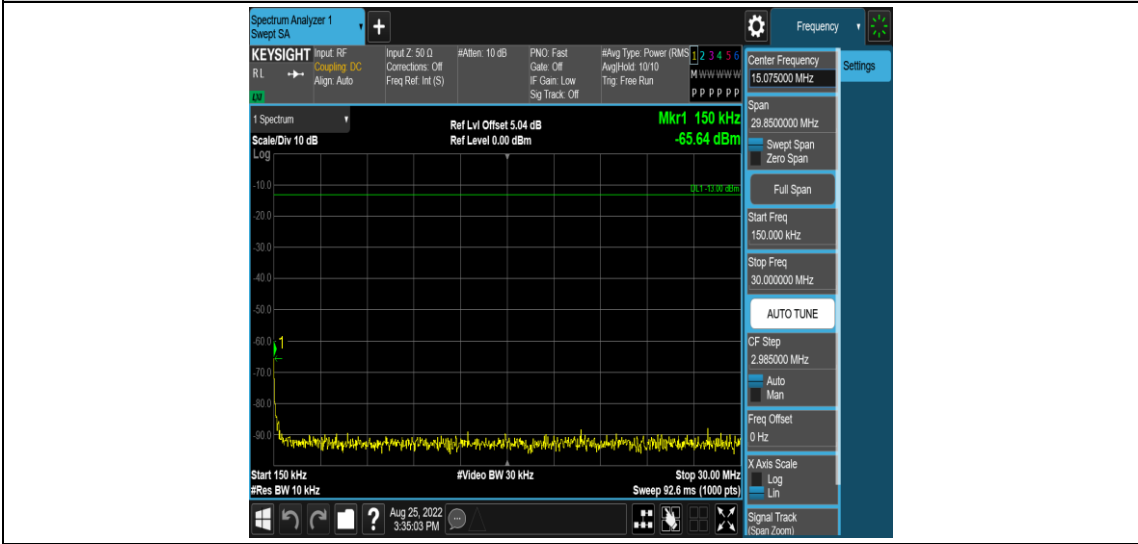 Spectrum Analyzer 1
Swept SA
+
Frequency
KEYSIGHT
RL
LXI
Input: RF
Coupling: DC
Align: Auto
Input Z: 50 Ω
Corrections: Off
Freq Ref: Int (S)
#Atten: 10 dB
PNO: Fast
Gate: Off
IF Gain: Low
Sig Track: Off
#Avg Type: Power (RMS
Avg|Hold: 10/10
Trig: Free Run
1 2 3 4 5 6
M W W W W W
P P P P P P
1 Spectrum
Scale/Div 10 dB
Log
Ref Lvl Offset 5.04 dB
Ref Level 0.00 dBm
Mkr1 150 kHz
-65.64 dBm
DL1 -13.00 dBm
-10.0
-20.0
-30.0
-40.0
-50.0
-60.0
1
-70.0
-80.0
-90.0
Start 150 kHz
#Res BW 10 kHz
#Video BW 30 kHz
Stop 30.00 MHz
Sweep 92.6 ms (1000 pts)
?
Aug 25, 2022
3:35:03 PM
Center Frequency
15.075000 MHz
Span
29.8500000 MHz
Swept Span
Zero Span
Full Span
Start Freq
150.000 kHz
Stop Freq
30.000000 MHz
AUTO TUNE
CF Step
2.985000 MHz
Auto
Man
Freq Offset
0 Hz
X Axis Scale
Log
Lin
Signal Track
(Span Zoom)
Settings